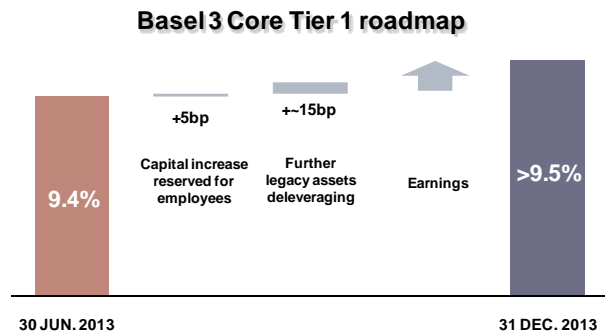 Basel 3 Core Tier 1 roadmap
+5bp
+~15bp
Capital increase
reserved for
employees
Further
legacy assets
deleveraging
Earnings
9.4%
>9.5%
30 JUN. 2013
31 DEC. 2013